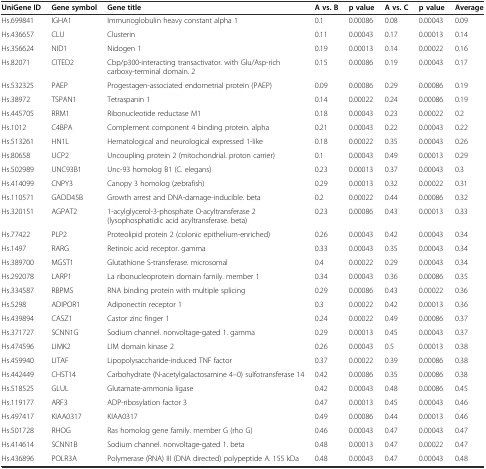 UniGene ID Gene symbol Gene title A vs. B p value A vs. C p value Average
Hs.699841 IGHA1 Immunoglobulin heavy constant alpha 1 0.1 0.00086 0.08 0.00043 0.09
Hs.436657 CLU Clusterin 0.11 0.00043 0.17 0.00013 0.14
Hs.356624 NID1 Nidogen 1 0.19 0.00013 0.14 0.00022 0.16
Hs.82071 CITED2 Cbp/p300-interacting transactivator. with Glu/Asp-rich 0.15 0.00086 0.19 0.00043 0.17
carboxy-terminal domain. 2
Hs.532325 PAEP Progestagen-associated endometrial protein (PAEP) 0.09 0.00086 0.29 0.00086 0.19
Hs.38972 TSPAN1 Tetraspanin 1 0.14 0.00022 0.24 0.00086 0.19
Hs.445705 RRM1 Ribonucleotide reductase M1 0.18 0.00043 0.23 0.00022 0.2
Hs.1012 C4BPA Complement component 4 binding protein. alpha 0.21 0.00043 0.22 0.00043 0.22
Hs.513261 HN1L Hematological and neurological expressed 1-like 0.18 0.00022 0.35 0.00043 0.26
Hs.80658 UCP2 Uncoupling protein 2 (mitochondrial. proton carrier) 0.1 0.00043 0.49 0.00013 0.29
Hs.502989 UNC93B1 Unc-93 homolog B1 (C. elegans) 0.23 0.00013 0.37 0.00043 0.3
Hs.414099 CNPY3 Canopy 3 homolog (zebrafish) 0.29 0.00013 0.32 0.00022 0.31
Hs.110571 GADD45B Growth arrest and DNA-damage-inducible. beta 0.2 0.00022 0.44 0.00086 0.32
Hs.320151 AGPAT2 1-acylglycerol-3-phosphate O-acyltransferase 2 0.23 0.00086 0.43 0.00013 0.33
(lysophosphatidic acid acyltransferase. beta)
Hs.77422 PLP2 Proteolipid protein 2 (colonic epithelium-enriched) 0.26 0.00043 0.42 0.00043 0.34
Hs.1497 RARG Retinoic acid receptor. gamma 0.33 0.00043 0.35 0.00043 0.34
Hs.389700 MGST1 Glutathione S-transferase. microsomal 0.4 0.00022 0.29 0.00043 0.34
Hs.292078 LARP1 La ribonucleoprotein domain family. member 1 0.34 0.00043 0.36 0.00086 0.35
Hs.334587 RBPMS RNA binding protein with multiple splicing 0.29 0.00086 0.43 0.00022 0.36
Hs.5298 ADIPOR1 Adiponectin receptor 1 0.3 0.00022 0.42 0.00013 0.36
Hs.439894 CASZ1 Castor zinc finger 1 0.24 0.00022 0.49 0.00086 0.37
Hs.371727 SCNN1G Sodium channel. nonvoltage-gated 1. gamma 0.29 0.00013 0.45 0.00043 0.37
Hs.474596 LIMK2 LIM domain kinase 2 0.26 0.00043 0.5 0.00013 0.38
Hs.459940 LITAF Lipopolysaccharide-induced TNF factor 0.37 0.00022 0.39 0.00086 0.38
Hs.442449 CHST14 Carbohydrate (N-acetylgalactosamine 4–0) sulfotransferase 14 0.42 0.00086 0.35 0.00086 0.38
Hs.518525 GLUL Glutamate-ammonia ligase 0.42 0.00043 0.48 0.00086 0.45
Hs.119177 ARF3 ADP-ribosylation factor 3 0.47 0.00013 0.45 0.00043 0.46
Hs.497417 KIAA0317 KIAA0317 0.49 0.00086 0.44 0.00013 0.46
Hs.501728 RHOG Ras homolog gene family. member G (rho G) 0.46 0.00043 0.47 0.00043 0.47
Hs.414614 SCNN1B Sodium channel. nonvoltage-gated 1. beta 0.48 0.00013 0.47 0.00022 0.47
Hs.436896 POLR3A Polymerase (RNA) III (DNA directed) polypeptide A. 155 kDa 0.48 0.00043 0.47 0.00043 0.48